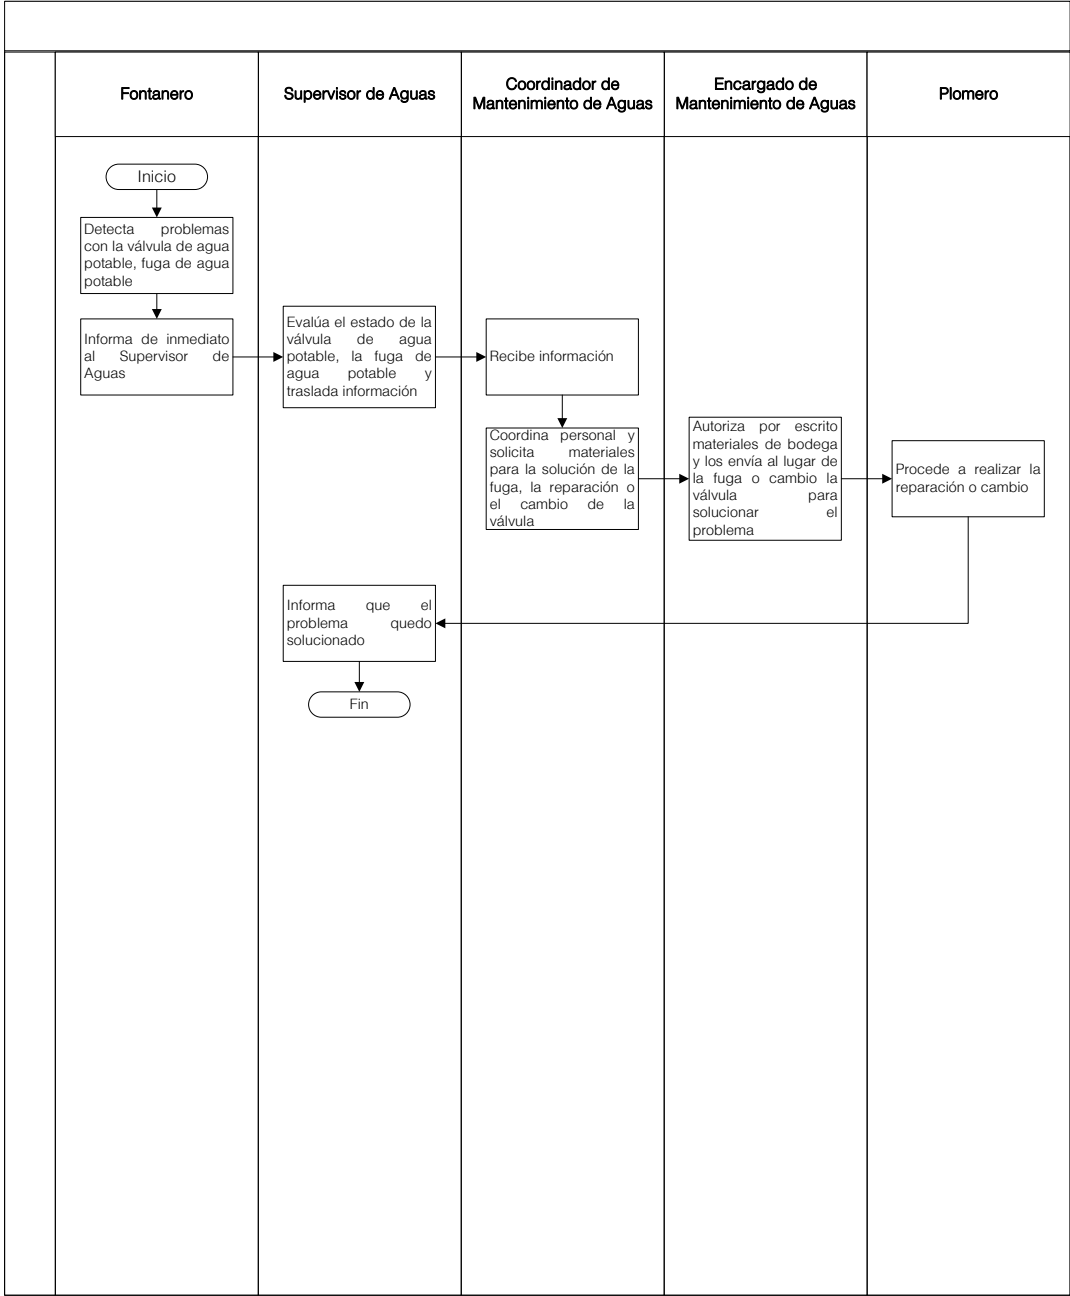 Fontanero
Supervisor de Aguas
Coordinador de
Mantenimiento de Aguas
Encargado de
Mantenimiento de Aguas
Plomero
Inicio
Detecta problemas
con la válvula de agua
potable, fuga de agua
potable
Informa de inmediato
al Supervisor de
Aguas
Evalúa el estado de la
válvula de agua
potable, la fuga de
agua potable y
traslada información
Recibe información
Coordina personal y
solicita materiales
para la solución de la
fuga, la reparación o
el cambio de la
válvula
Autoriza por escrito
materiales de bodega
y los envía al lugar de
la fuga o cambio la
válvula para
solucionar el
problema
Procede a realizar la
reparación o cambio
Informa que el
problema quedo
solucionado
Fin